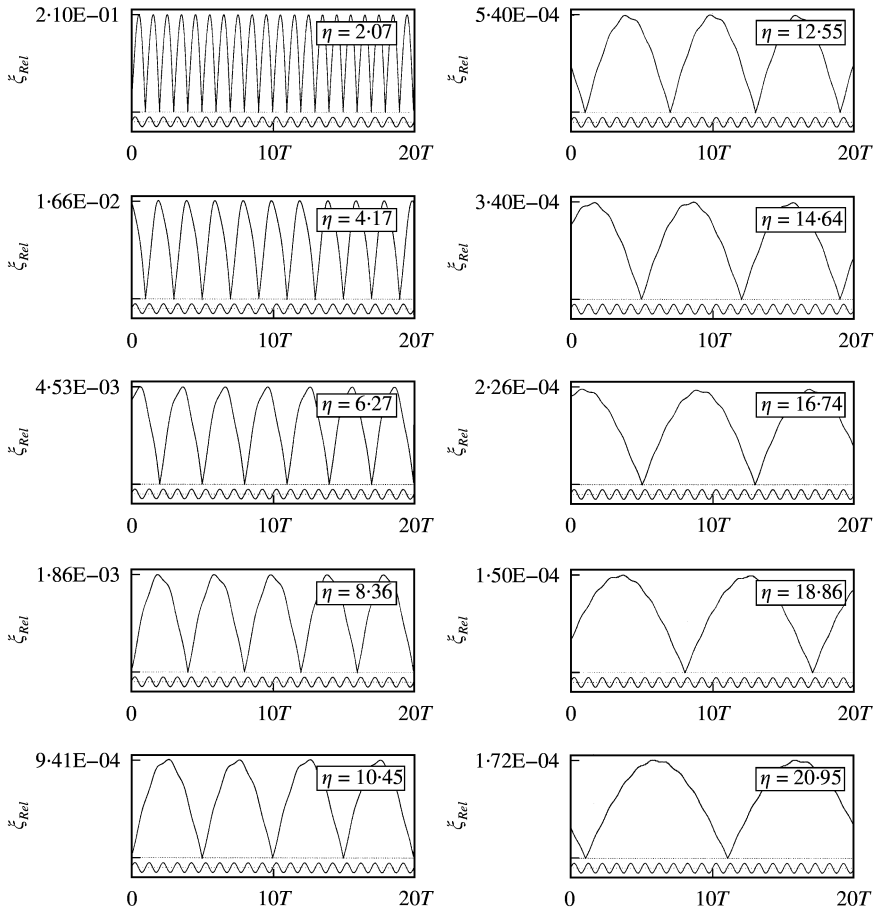 2·10E−01
ξRel
η = 2·07
0 10T 20T
1·66E−02
ξRel
η = 4·17
0 10T 20T
4·53E−03
ξRel
η = 6·27
0 10T 20T
1·86E−03
ξRel
η = 8·36
0 10T 20T
9·41E−04
ξRel
η = 10·45
0 10T 20T
5·40E−04
ξRel
η = 12·55
0 10T 20T
3·40E−04
ξRel
η = 14·64
0 10T 20T
2·26E−04
ξRel
η = 16·74
0 10T 20T
1·50E−04
ξRel
η = 18·86
0 10T 20T
1·72E−04
ξRel
η = 20·95
0 10T 20T